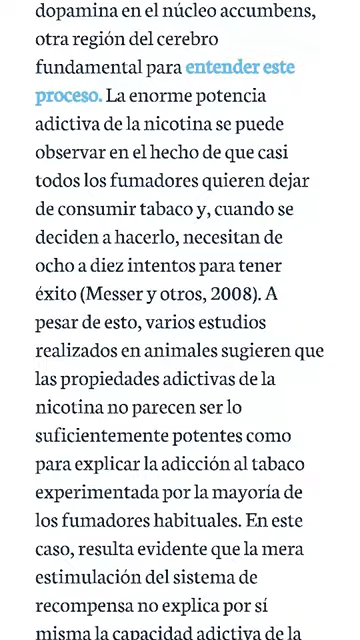 dopamina en el núcleo accumbens,
otra región del cerebro
fundamental para entender este
proceso. La enorme potencia
adictiva de la nicotina se puede
observar en el hecho de que casi
todos los fumadores quieren dejar
de consumir tabaco y, cuando se
deciden a hacerlo, necesitan de
ocho a diez intentos para tener
éxito (Messer y otros, 2008). A
pesar de esto, varios estudios
realizados en animales sugieren que
las propiedades adictivas de la
nicotina no parecen ser lo
suficientemente potentes como
para explicar la adicción al tabaco
experimentada por la mayoría de
los fumadores habituales. En este
caso, resulta evidente que la mera
estimulación del sistema de
recompensa no explica por sí
misma la capacidad adictiva de la